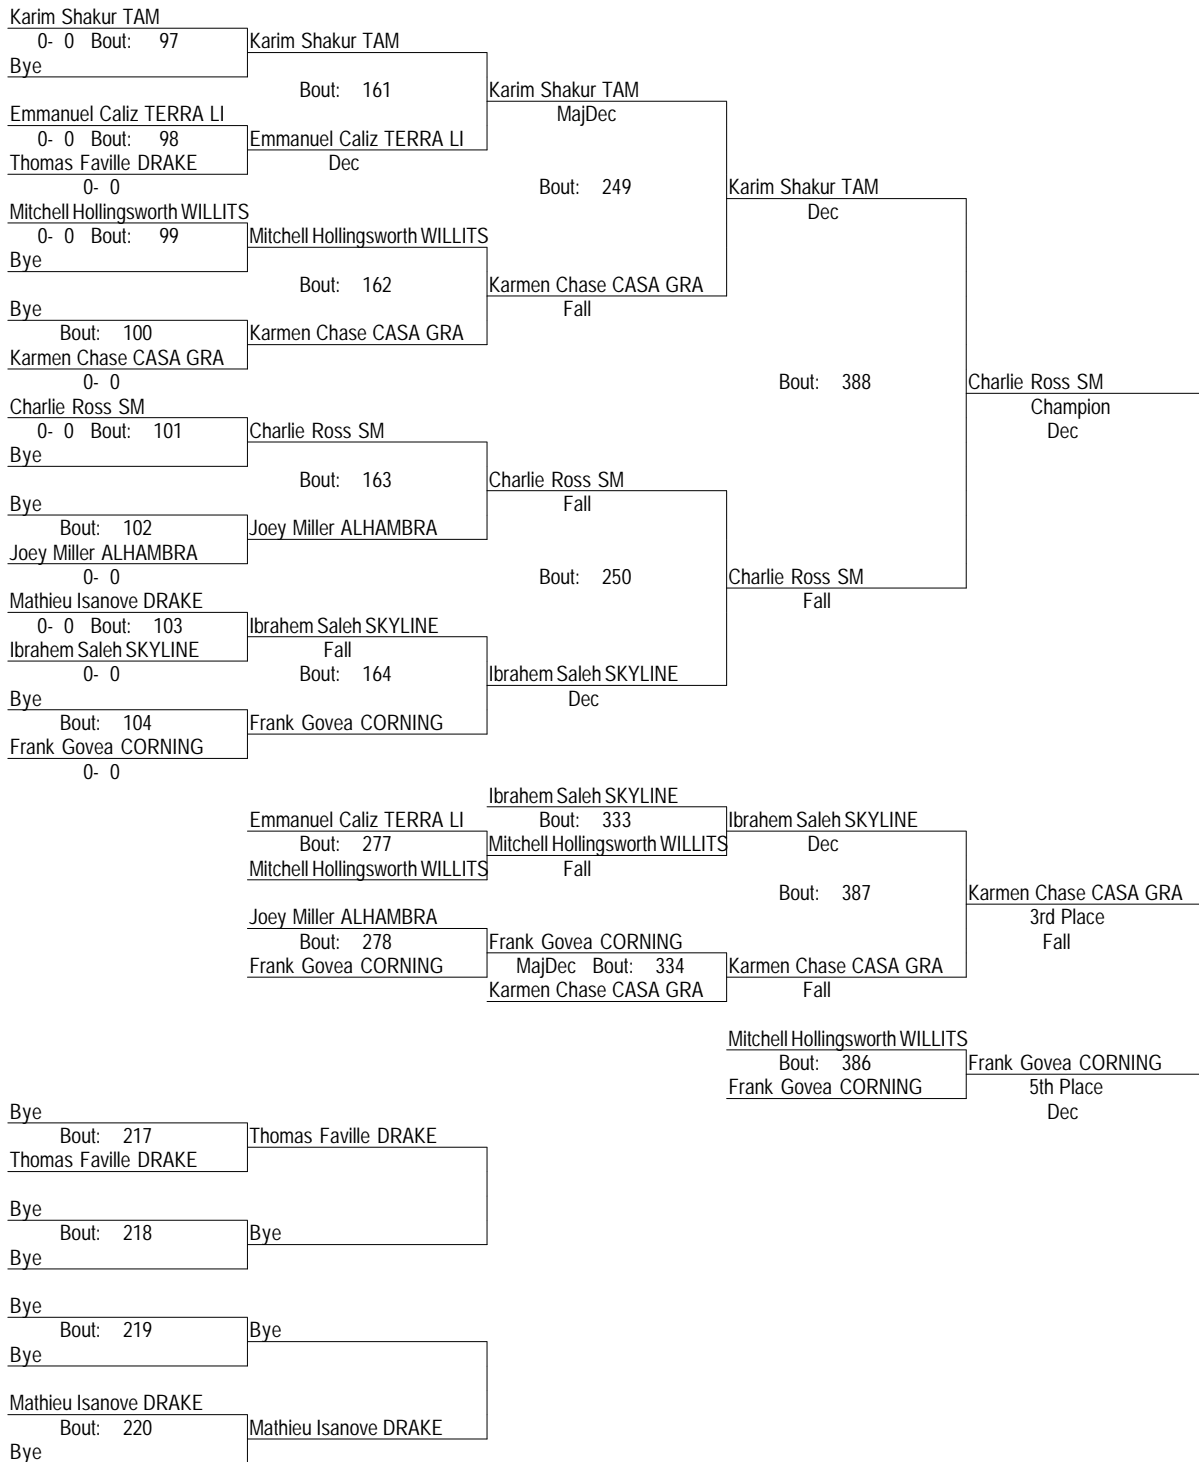 Karim Shakur TAM
0- 0 Bout: 97
Karim Shakur TAM
Bye
Bout: 161
Karim Shakur TAM
Emmanuel Caliz TERRA LI
MajDec
0- 0 Bout: 98
Emmanuel Caliz TERRA LI
Thomas Faville DRAKE
Dec
0- 0
Bout: 249
Karim Shakur TAM
Mitchell Hollingsworth WILLITS
Dec
0- 0 Bout: 99
Mitchell Hollingsworth WILLITS
Bye
Bout: 162
Karmen Chase CASA GRA
Bye
Fall
Bout: 100
Karmen Chase CASA GRA
Karmen Chase CASA GRA
0- 0
Bout: 388
Charlie Ross SM
Charlie Ross SM
Champion
0- 0 Bout: 101
Charlie Ross SM
Dec
Bye
Bout: 163
Charlie Ross SM
Bye
Fall
Bout: 102
Joey Miller ALHAMBRA
Joey Miller ALHAMBRA
0- 0
Bout: 250
Charlie Ross SM
Mathieu Isanove DRAKE
Fall
0- 0 Bout: 103
Ibrahem Saleh SKYLINE
Ibrahem Saleh SKYLINE
Fall
0- 0
Bout: 164
Ibrahem Saleh SKYLINE
Bye
Dec
Bout: 104
Frank Govea CORNING
Frank Govea CORNING
0- 0
Ibrahem Saleh SKYLINE
Emmanuel Caliz TERRA LI
Bout: 333
Ibrahem Saleh SKYLINE
Bout: 277
Mitchell Hollingsworth WILLITS
Dec
Mitchell Hollingsworth WILLITS
Fall
Bout: 387
Karmen Chase CASA GRA
Joey Miller ALHAMBRA
3rd Place
Bout: 278
Frank Govea CORNING
Fall
Frank Govea CORNING
MajDec Bout: 334
Karmen Chase CASA GRA
Karmen Chase CASA GRA
Fall
Mitchell Hollingsworth WILLITS
Bout: 386
Frank Govea CORNING
Frank Govea CORNING
5th Place
Dec
Bye
Bout: 217
Thomas Faville DRAKE
Thomas Faville DRAKE
Bye
Bout: 218
Bye
Bye
Bye
Bout: 219
Bye
Bye
Mathieu Isanove DRAKE
Bout: 220
Mathieu Isanove DRAKE
Bye